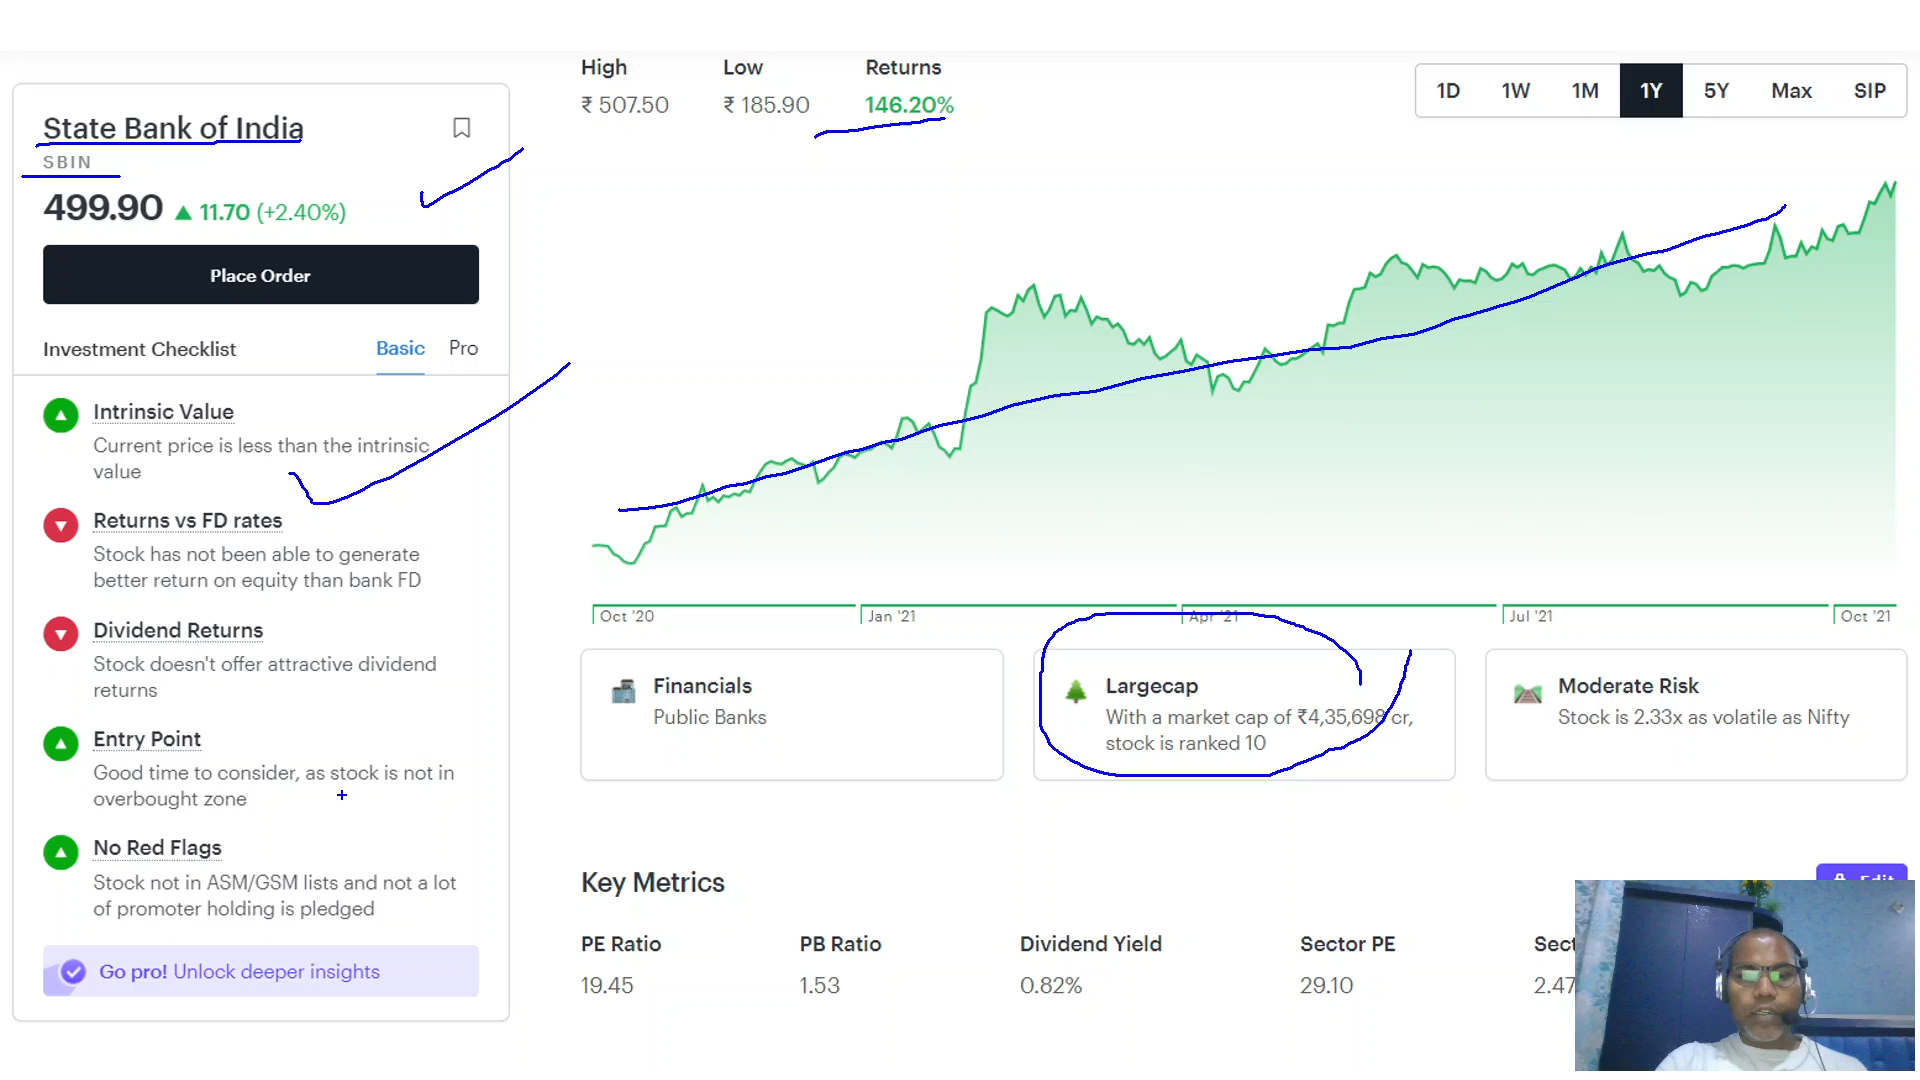 High Low Returns
₹ 507.50 ₹ 185.90 146.20%
1D 1W 1M 1Y 5Y Max SIP
State Bank of India
SBIN
499.90 ▲ 11.70 (+2.40%)
Place Order
Investment Checklist Basic Pro
Intrinsic Value
Current price is less than the intrinsic
value
Returns vs FD rates
Stock has not been able to generate
better return on equity than bank FD
Dividend Returns
Stock doesn't offer attractive dividend
returns
Entry Point
Good time to consider, as stock is not in
overbought zone
No Red Flags
Stock not in ASM/GSM lists and not a lot
of promoter holding is pledged
Go pro! Unlock deeper insights
Oct '20 Jan '21 Apr '21 Jul '21 Oct '21
Financials
Public Banks
Largecap
With a market cap of ₹4,35,698 cr,
stock is ranked 10
Moderate Risk
Stock is 2.33x as volatile as Nifty
Key Metrics
Edit
PE Ratio PB Ratio Dividend Yield Sector PE
19.45 1.53 0.82% 29.10 2.47